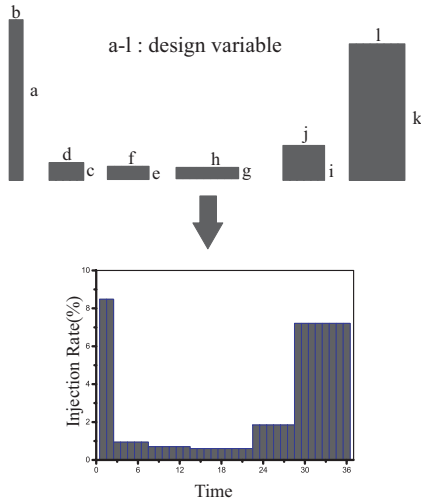 b
a-l : design variable
l
a
k
j
d
f
h
c
e
g
i
10
8
6
4
2
0
Injection Rate(%)
0 6 12 18 24 30 36
Time